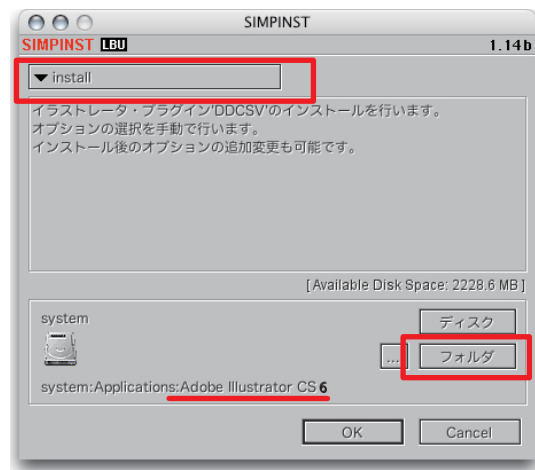 SIMPINST
SIMPINST LBU 1.14b
install
イラストレータ・プラグイン'DDCSV'のインストールを行います。
オプションの選択を手動で行います。
インストール後のオプションの追加変更も可能です。
[Available Disk Space: 2228.6 MB]
system
ディスク
... フォルダ
system:Applications:Adobe Illustrator CS6
OK Cancel